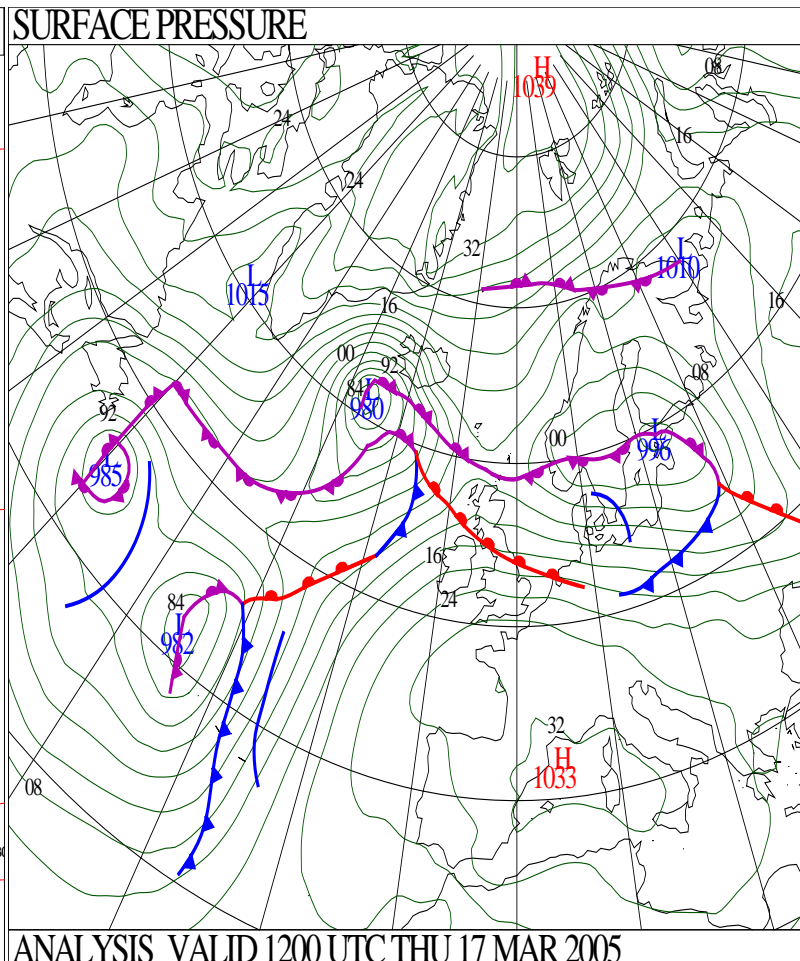 SURFACE PRESSURE
H
1039
08
24
16
24
32
L
1010
L
1015
16
16
00
92
84
L
980
08
92
00
L
996
L
985
16
84
24
L
982
32
H
1033
08
ANALYSIS VALID 1200 UTC THU 17 MAR 2005